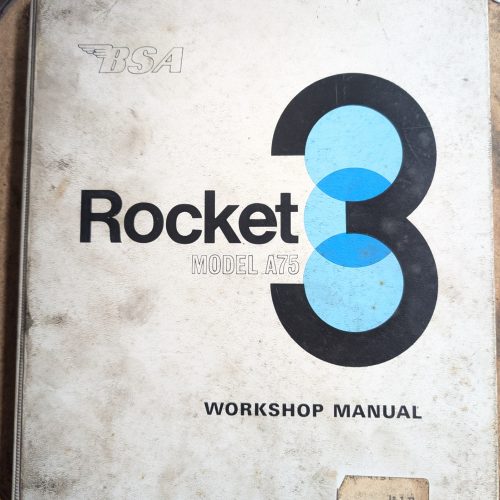 BSA
Rocket 3
MODEL A75
WORKSHOP MANUAL